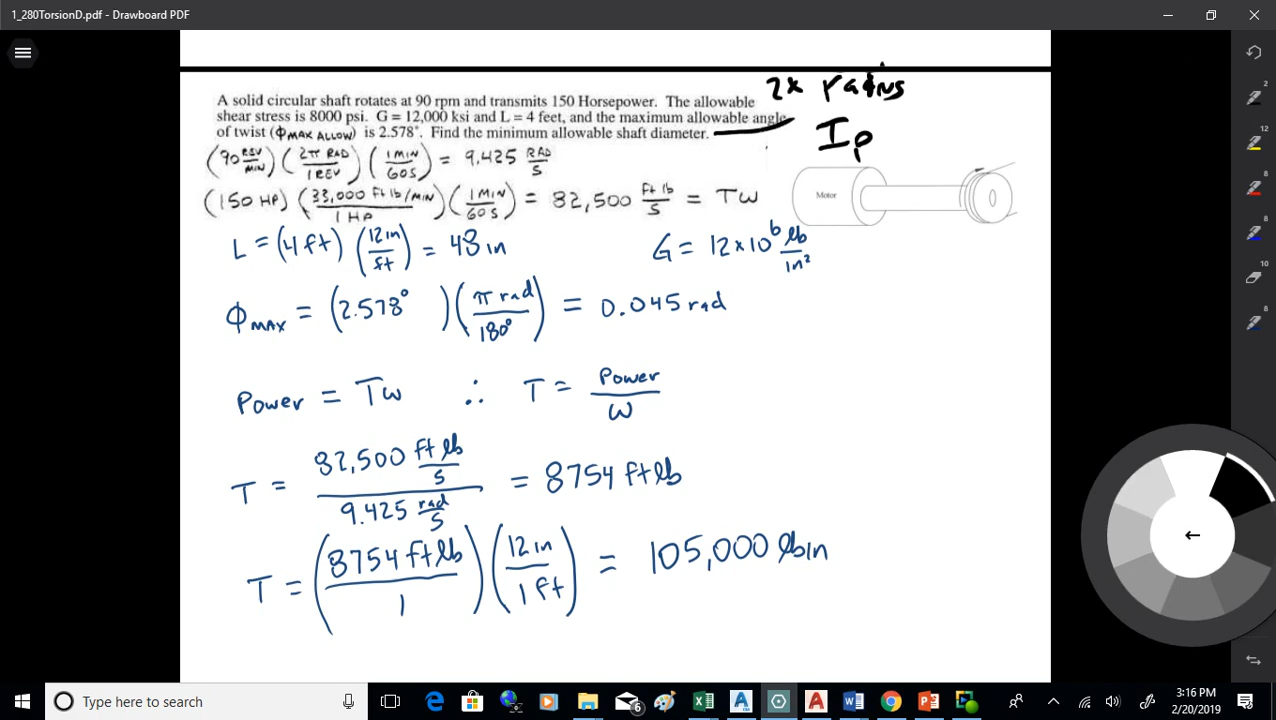 1_280TorsionD.pdf - Drawboard PDF
2x radius
A solid circular shaft rotates at 90 rpm and transmits 150 Horsepower. The allowable
shear stress is 8000 psi. G = 12,000 ksi and L = 4 feet, and the maximum allowable angle
of twist (ΦMAX ALLOW) is 2.578°. Find the minimum allowable shaft diameter.
Ip
(90 REV/MIN) (2π RAD/1 REV) (1 MIN/60 S) = 9.425 RAD/S
(150 HP) (33,000 Ft lb/MIN / 1 HP) (1 MIN/60 S) = 82,500 Ft lb/S = Tω
Motor
L = (4 ft) (12 in/ft) = 48 in
G = 12 × 10⁶ lb/in²
ΦMAX = (2.578°) (π rad/180°) = 0.045 rad
Power = Tω ∴ T = Power/ω
T = 82,500 ft lb/s / 9.425 rad/s = 8754 ft lb
T = (8754 ft lb/1) (12 in/1 ft) = 105,000 lb in
2
8
8
8
10
8
Type here to search
6
3:16 PM
2/20/2019